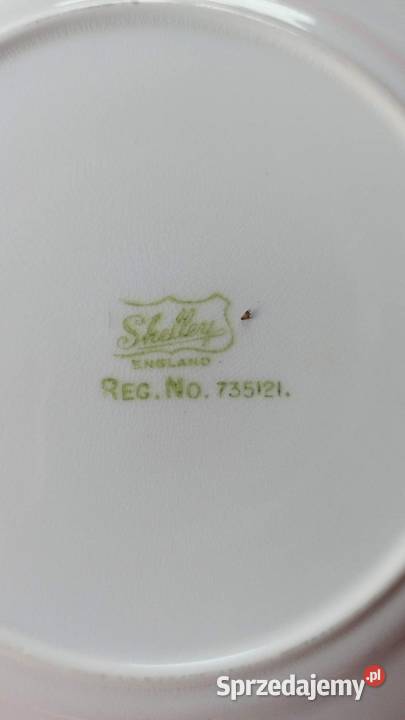 Shelley
ENGLAND
REG. NO. 735121.
Sprzedajemy.pl